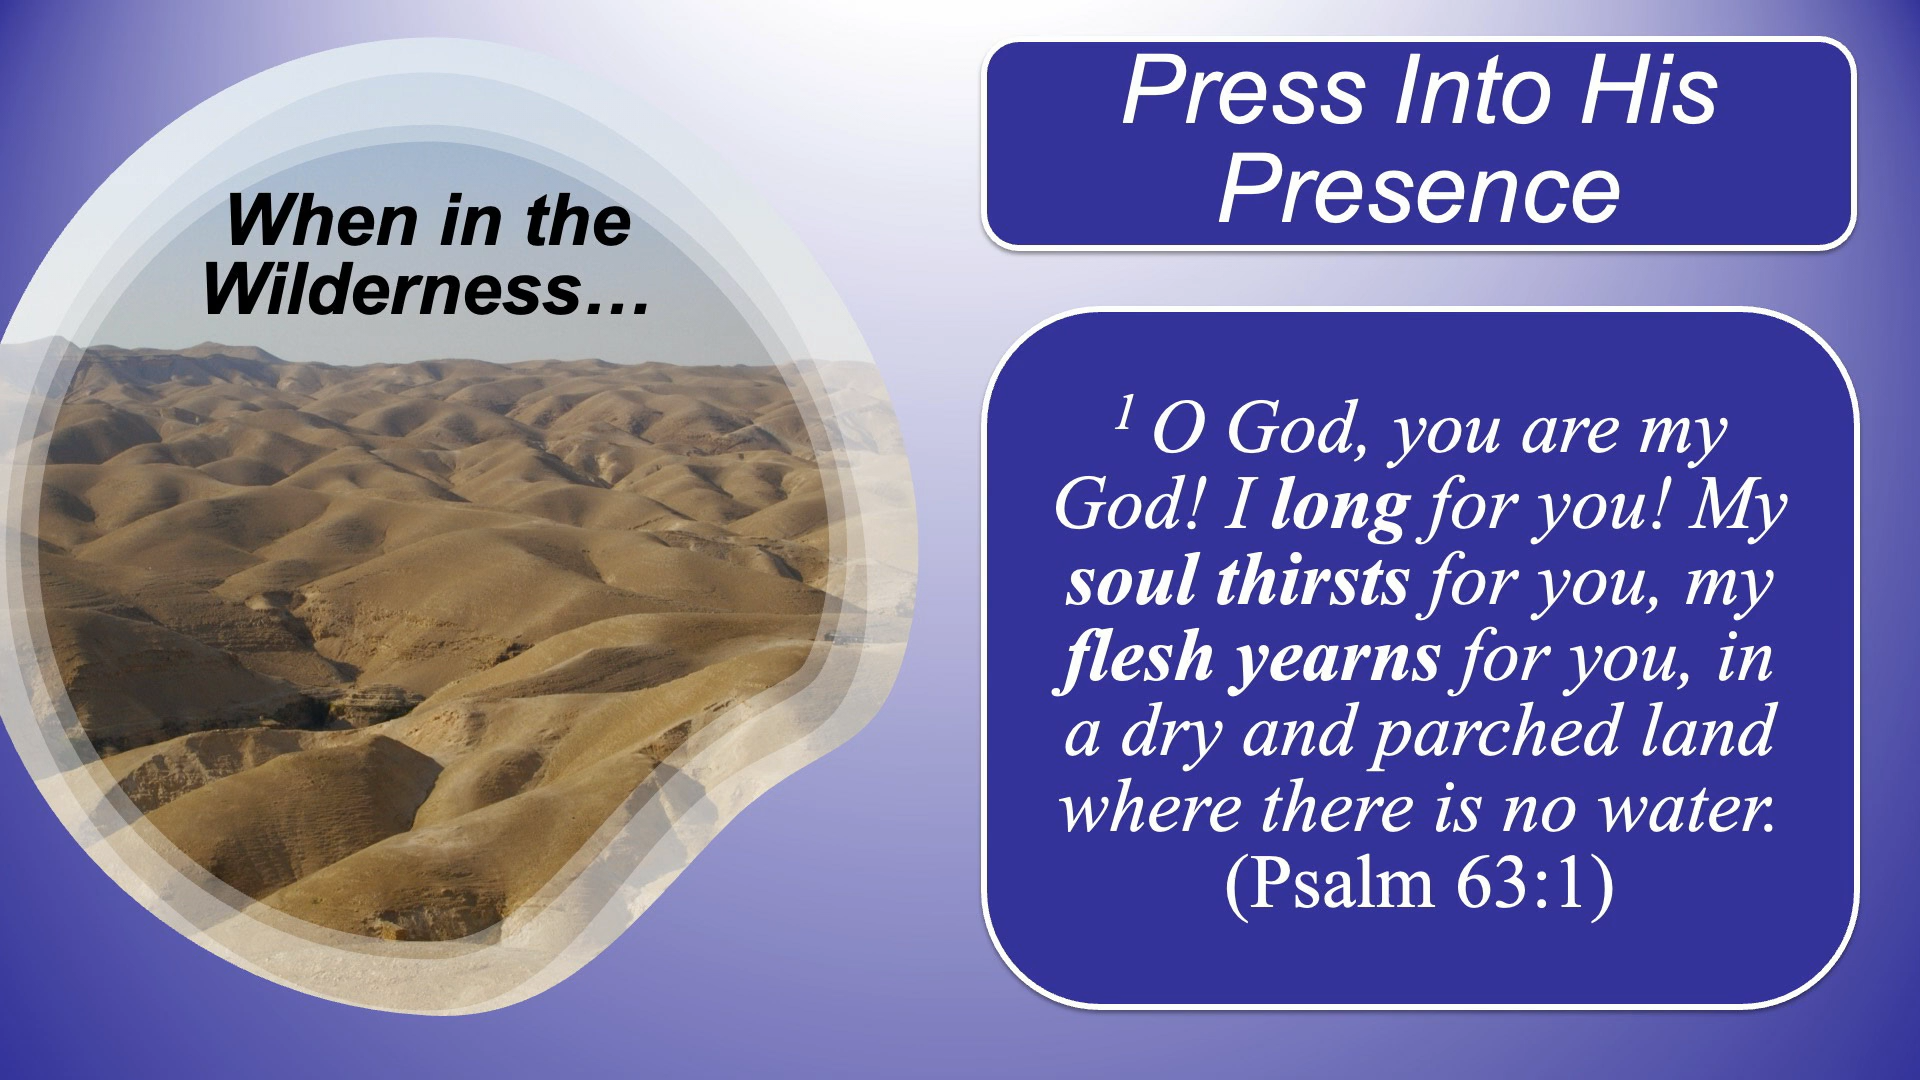 When in the
Wilderness…
Press Into His
Presence
1 O God, you are my
God! I long for you! My
soul thirsts for you, my
flesh yearns for you, in
a dry and parched land
where there is no water.
(Psalm 63:1)